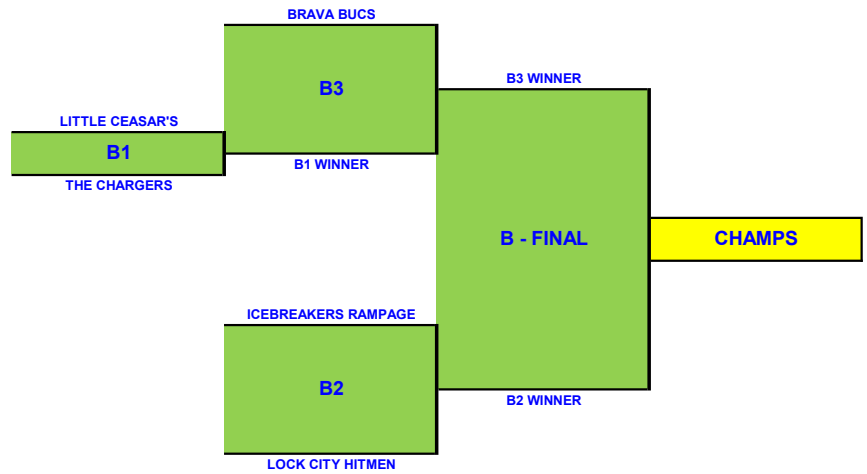 BRAVA BUCS
B3
B3 WINNER
LITTLE CEASAR'S
B1
B1 WINNER
THE CHARGERS
B - FINAL
CHAMPS
ICEBREAKERS RAMPAGE
B2
B2 WINNER
LOCK CITY HITMEN